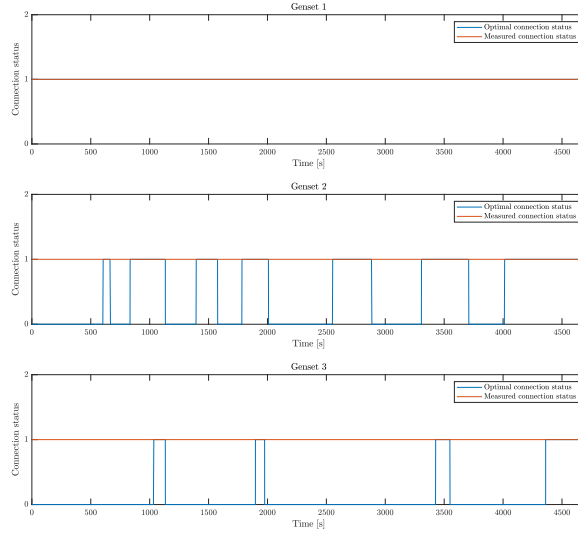 Genset 1
2
Optimal connection status
Measured connection status
Connection status
1
0
0 500 1000 1500 2000 2500 3000 3500 4000 4500
Time [s]
Genset 2
2
Optimal connection status
Measured connection status
Connection status
1
0
0 500 1000 1500 2000 2500 3000 3500 4000 4500
Time [s]
Genset 3
2
Optimal connection status
Measured connection status
Connection status
1
0
0 500 1000 1500 2000 2500 3000 3500 4000 4500
Time [s]